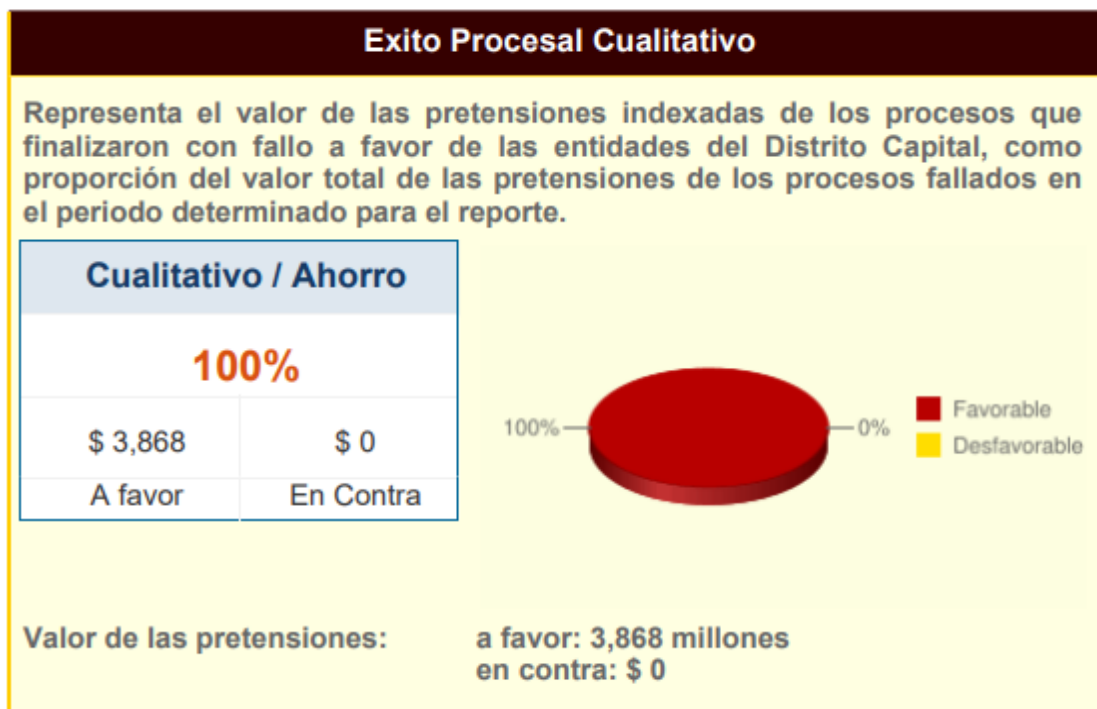 Exito Procesal Cualitativo
Representa el valor de las pretensiones indexadas de los procesos que
finalizaron con fallo a favor de las entidades del Distrito Capital, como
proporción del valor total de las pretensiones de los procesos fallados en
el periodo determinado para el reporte.
Cualitativo / Ahorro
100%
$ 3,868 $ 0
A favor En Contra
100% 0%
Favorable
Desfavorable
Valor de las pretensiones: a favor: 3,868 millones
en contra: $ 0